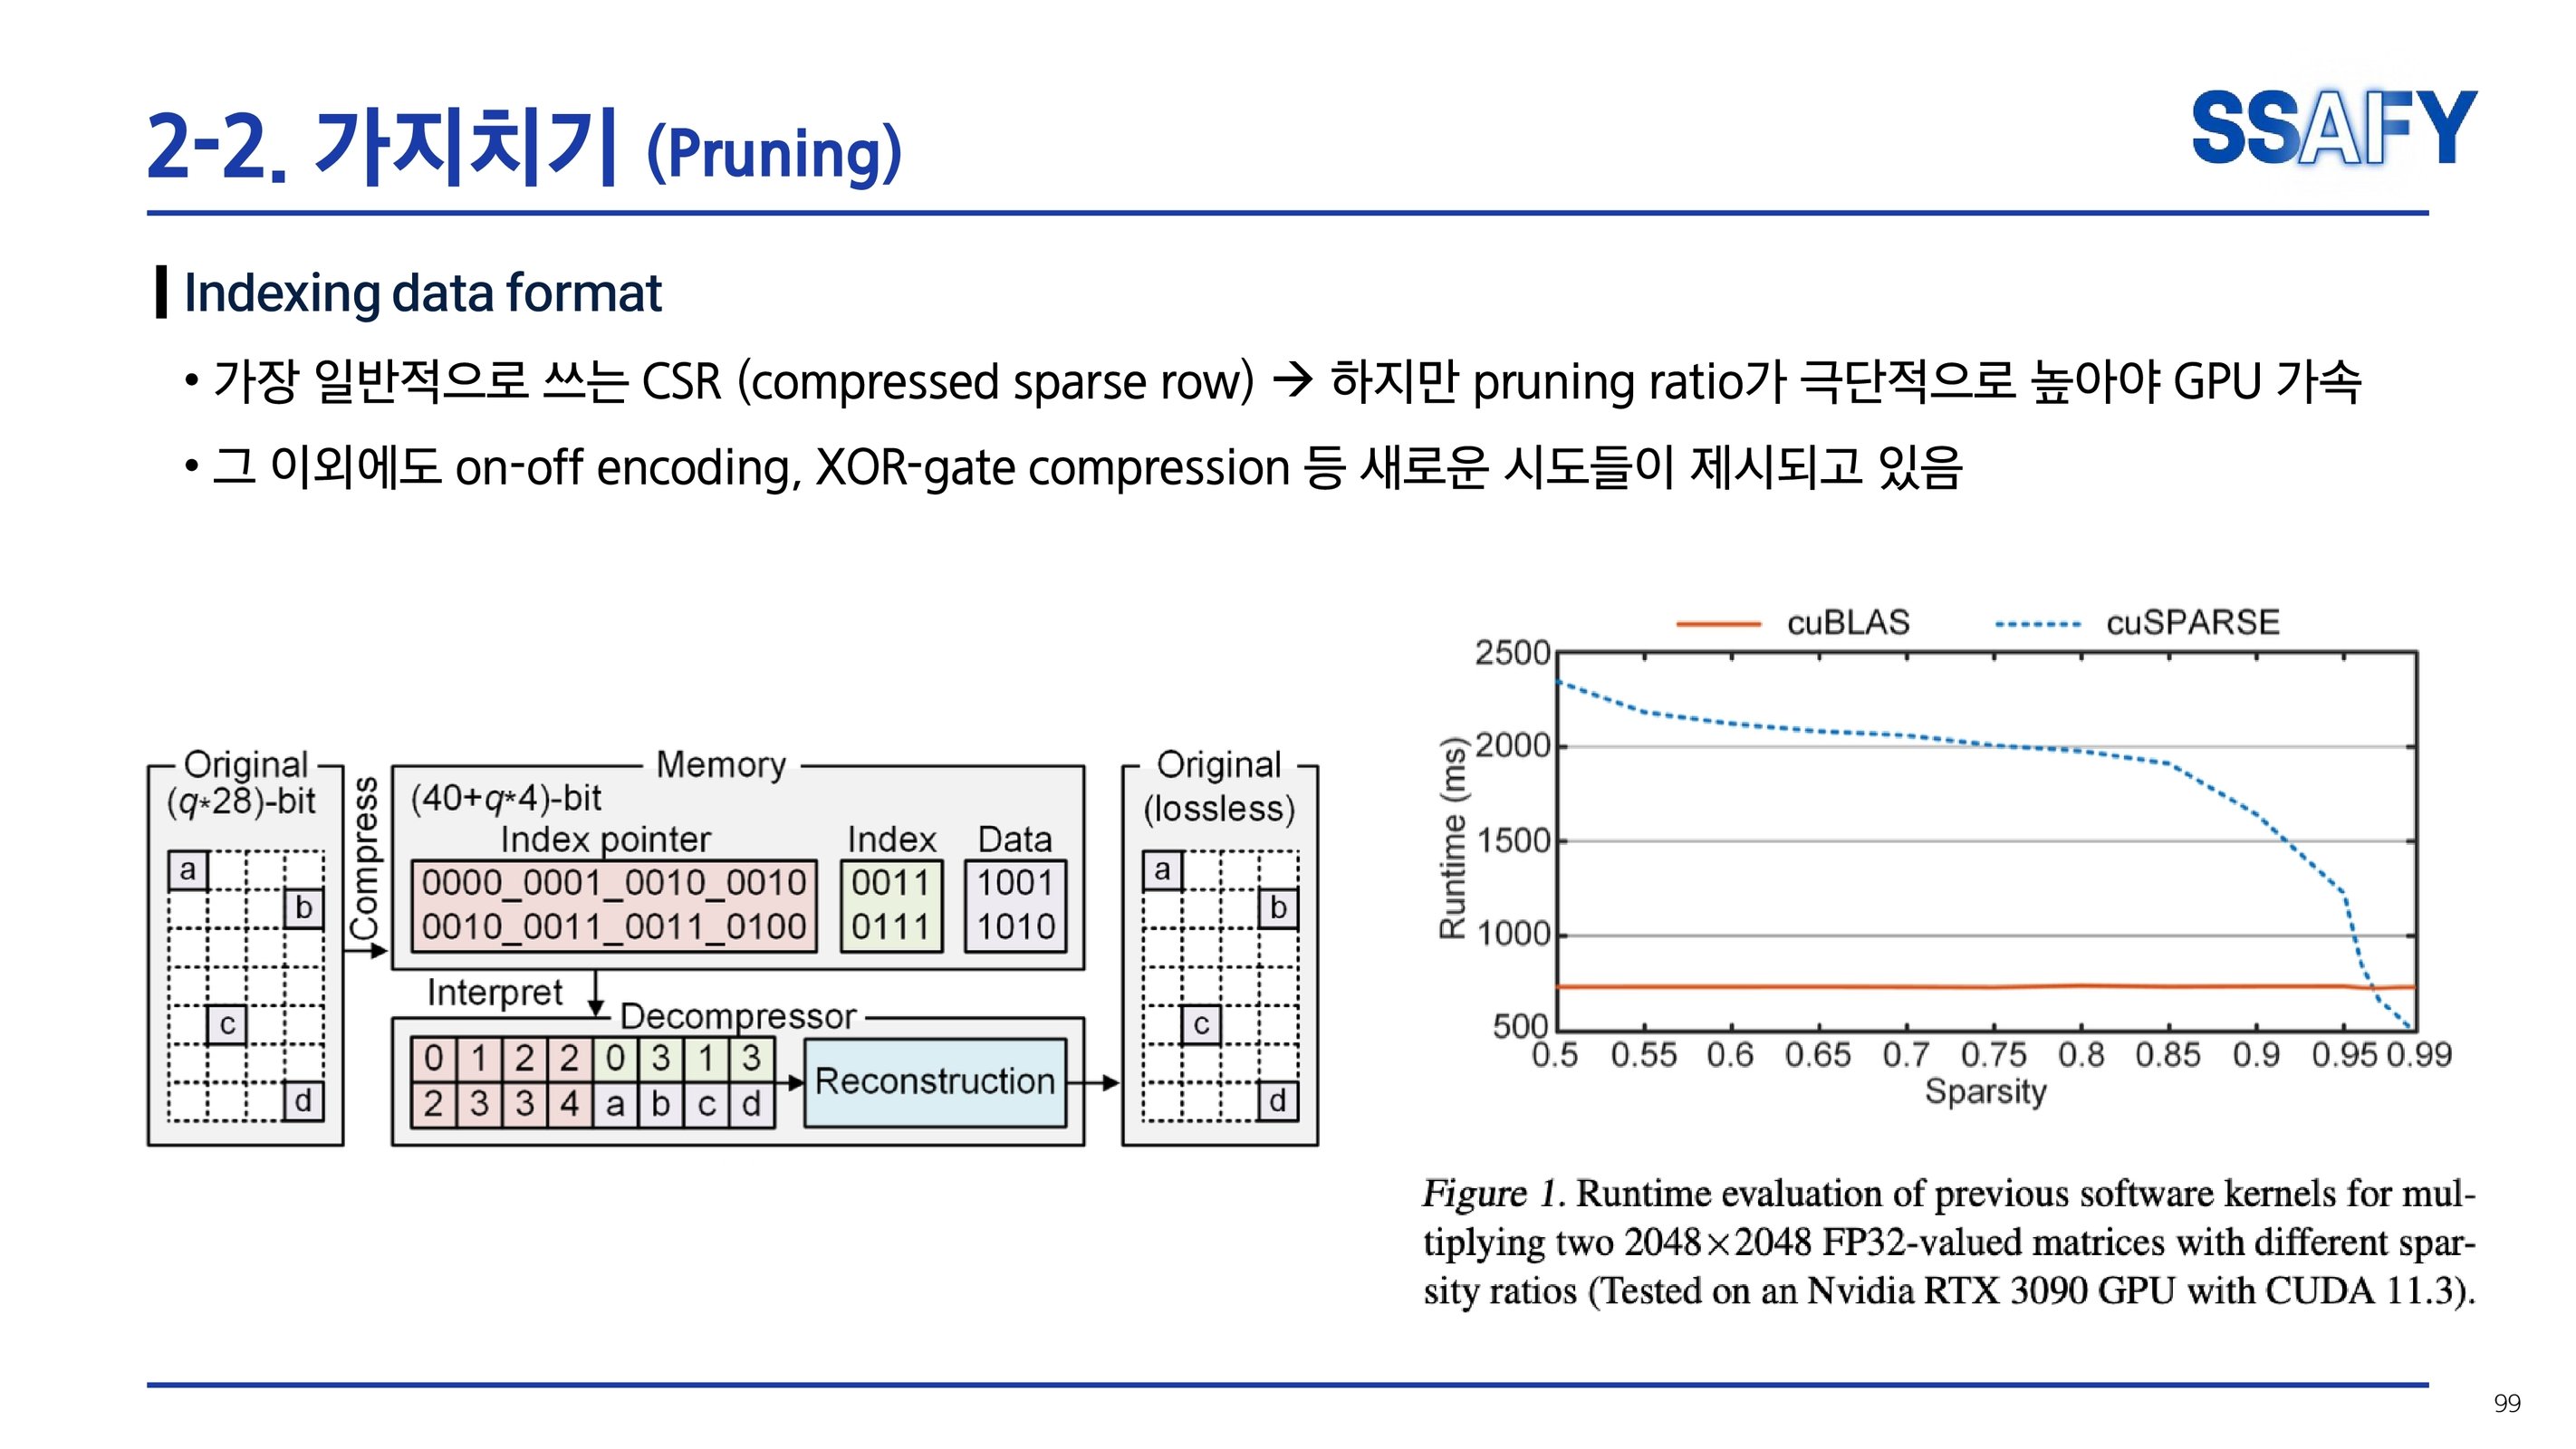 2-2. 가지치기 (Pruning)
SSAFY
Indexing data format
• 가장 일반적으로 쓰는 CSR (compressed sparse row) → 하지만 pruning ratio가 극단적으로 높아야 GPU 가속
• 그 이외에도 on-off encoding, XOR-gate compression 등 새로운 시도들이 제시되고 있음
Original
(q*28)-bit
a
b
c
d
Compress
Memory
(40+q*4)-bit
Index pointer Index Data
0000_0001_0010_0010 0011 1001
0010_0011_0011_0100 0111 1010
Interpret
Decompressor
0 1 2 2 0 3 1 3
2 3 3 4 a b c d
Reconstruction
Original
(lossless)
a
b
c
d
cuBLAS cuSPARSE
2500
2000
1500
1000
500
Runtime (ms)
0.5 0.55 0.6 0.65 0.7 0.75 0.8 0.85 0.9 0.95 0.99
Sparsity
Figure 1. Runtime evaluation of previous software kernels for mul-
tiplying two 2048×2048 FP32-valued matrices with different spar-
sity ratios (Tested on an Nvidia RTX 3090 GPU with CUDA 11.3).
99